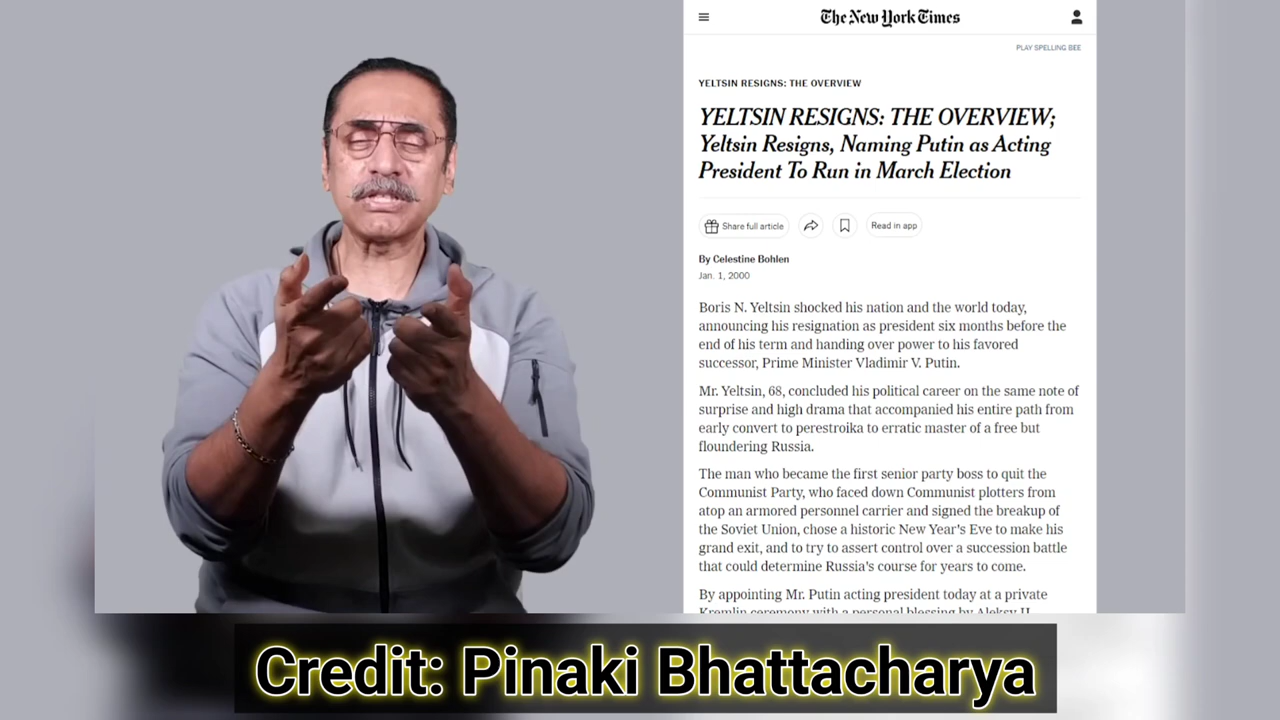 The New York Times
PLAY SPELLING BEE
YELTSIN RESIGNS: THE OVERVIEW
YELTSIN RESIGNS: THE OVERVIEW;
Yeltsin Resigns, Naming Putin as Acting
President To Run in March Election
Share full article
Read in app
By Celestine Bohlen
Jan. 1, 2000
Boris N. Yeltsin shocked his nation and the world today,
announcing his resignation as president six months before the
end of his term and handing over power to his favored
successor, Prime Minister Vladimir V. Putin.
Mr. Yeltsin, 68, concluded his political career on the same note of
surprise and high drama that accompanied his entire path from
early convert to perestroika to erratic master of a free but
floundering Russia.
The man who became the first senior party boss to quit the
Communist Party, who faced down Communist plotters from
atop an armored personnel carrier and signed the breakup of
the Soviet Union, chose a historic New Year's Eve to make his
grand exit, and to try to assert control over a succession battle
that could determine Russia's course for years to come.
By appointing Mr. Putin acting president today at a private
Kremlin ceremony with a personal blessing by Aleksy II
Credit: Pinaki Bhattacharya